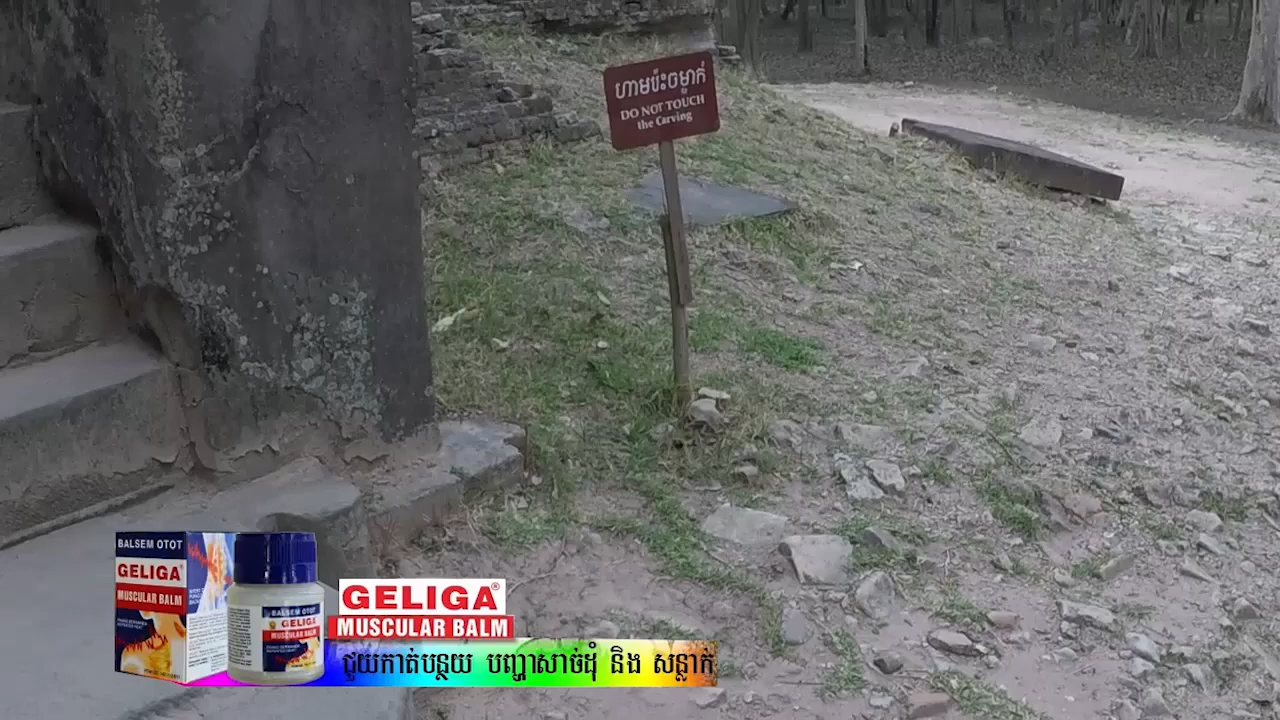 ហាមប៉ះចម្លាក់
DO NOT TOUCH
the Carving
BALSEM OTOT
GELIGA
MUSCULAR BALM
BALSEM OTOT
GELIGA
MUSCULAR BALM
GELIGA®
MUSCULAR BALM
ជួយកាត់បន្ថយ បញ្ហាសាច់ដុំ និង សន្លាក់